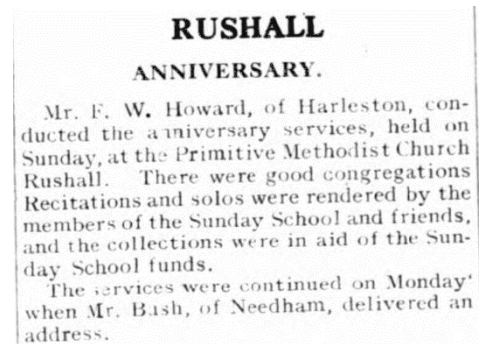 RUSHALL
ANNIVERSARY.
Mr. F. W. Howard, of Harleston, con-
ducted the anniversary services, held on
Sunday, at the Primitive Methodist Church
Rushall. There were good congregations
Recitations and solos were rendered by the
members of the Sunday School and friends,
and the collections were in aid of the Sun-
day School funds.
The services were continued on Monday'
when Mr. Bash, of Needham, delivered an
address.